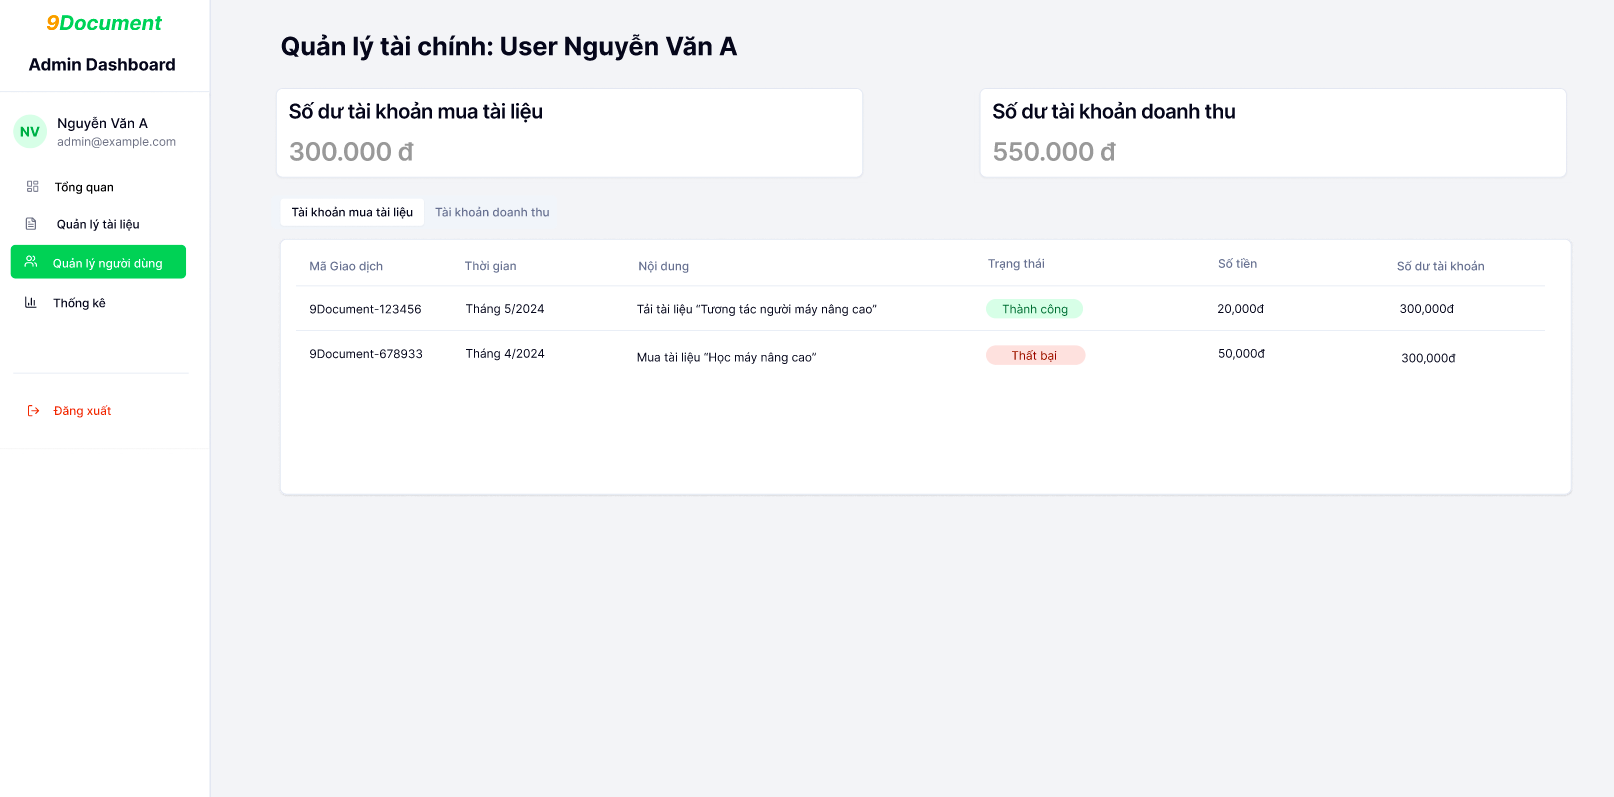 9Document
Admin Dashboard
NV
Nguyễn Văn A
admin@example.com
Tổng quan
Quản lý tài liệu
Quản lý người dùng
Thống kê
Đăng xuất
Quản lý tài chính: User Nguyễn Văn A
Số dư tài khoản mua tài liệu
300.000 đ
Số dư tài khoản doanh thu
550.000 đ
Tài khoản mua tài liệu Tài khoản doanh thu
Mã Giao dịch Thời gian Nội dung Trạng thái Số tiền Số dư tài khoản
9Document-123456 Tháng 5/2024 Tải tài liệu “Tương tác người máy nâng cao” Thành công 20,000đ 300,000đ
9Document-678933 Tháng 4/2024 Mua tài liệu “Học máy nâng cao” Thất bại 50,000đ 300,000đ